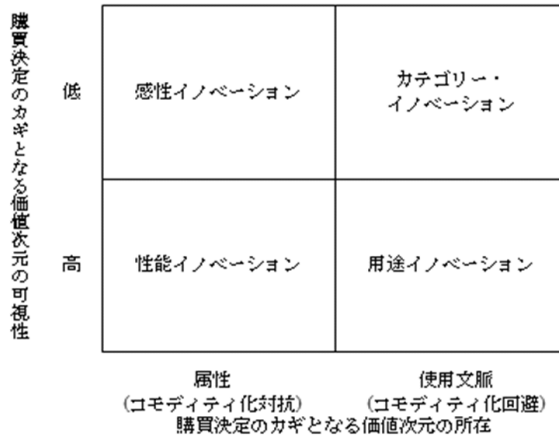 購買決定のカギとなる価値次元の可視性
低
感性イノベーション
カテゴリー・
イノベーション
高
性能イノベーション
用途イノベーション
属性
使用文脈
(コモディティ化対抗)
(コモディティ化回避)
購買決定のカギとなる価値次元の所在